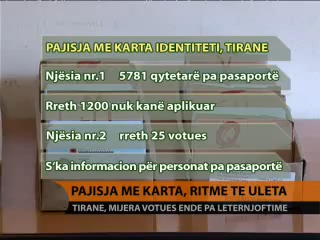 PAJISJA ME KARTA IDENTITETI, TIRANE
Njësia nr.1 5781 qytetarë pa pasaportë
Rreth 1200 nuk kanë aplikuar
Njësia nr.2 rreth 25 votues
S'ka informacion për personat pa pasaportë
PAJISJA ME KARTA, RITME TE ULETA
TIRANE, MIJERA VOTUES ENDE PA LETERNJOFTIME